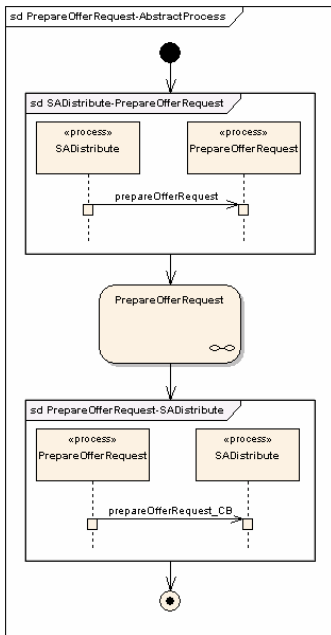 sd PrepareOfferRequest-AbstractProcess
sd SADistribute-PrepareOfferRequest
«process»
SADistribute
«process»
PrepareOfferRequest
prepareOfferRequest
PrepareOfferRequest
sd PrepareOfferRequest-SADistribute
«process»
PrepareOfferRequest
«process»
SADistribute
prepareOfferRequest_CB